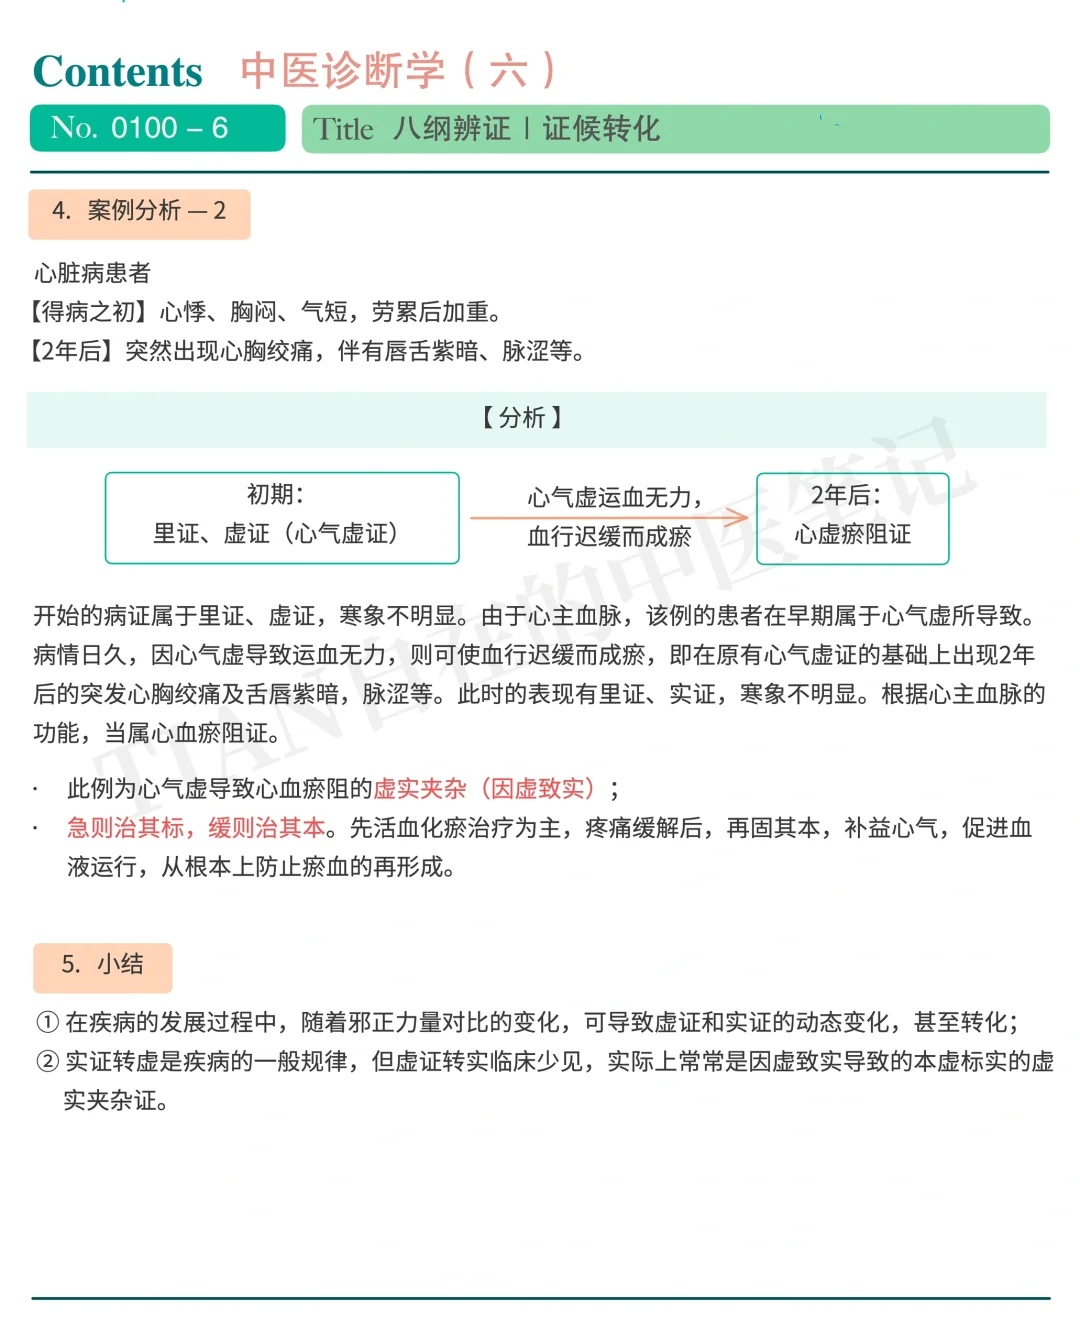 Contents 中医诊断学（六）
No. 0100 – 6 Title 八纲辨证 | 证候转化
4. 案例分析 — 2
心脏病患者
【得病之初】心悸、胸闷、气短，劳累后加重。
【2年后】突然出现心胸绞痛，伴有唇舌紫暗、脉涩等。
【分析】
初期：
里证、虚证（心气虚证）
心气虚运血无力，
血行迟缓而成瘀
2年后：
心虚瘀阻证
开始的病证属于里证、虚证，寒象不明显。由于心主血脉，该例的患者在早期属于心气虚所导致。
病情日久，因心气虚导致运血无力，则可使血行迟缓而成瘀，即在原有心气虚证的基础上出现2年
后的突发心胸绞痛及舌唇紫暗，脉涩等。此时的表现有里证、实证，寒象不明显。根据心主血脉的
功能，当属心血瘀阻证。
· 此例为心气虚导致心血瘀阻的虚实夹杂（因虚致实）；
· 急则治其标，缓则治其本。先活血化瘀治疗为主，疼痛缓解后，再固其本，补益心气，促进血
液运行，从根本上防止瘀血的再形成。
5. 小结
① 在疾病的发展过程中，随着邪正力量对比的变化，可导致虚证和实证的动态变化，甚至转化；
② 实证转虚是疾病的一般规律，但虚证转实临床少见，实际上常常是因虚致实导致的本虚标实的虚
实夹杂证。
TIAN自在的中医笔记